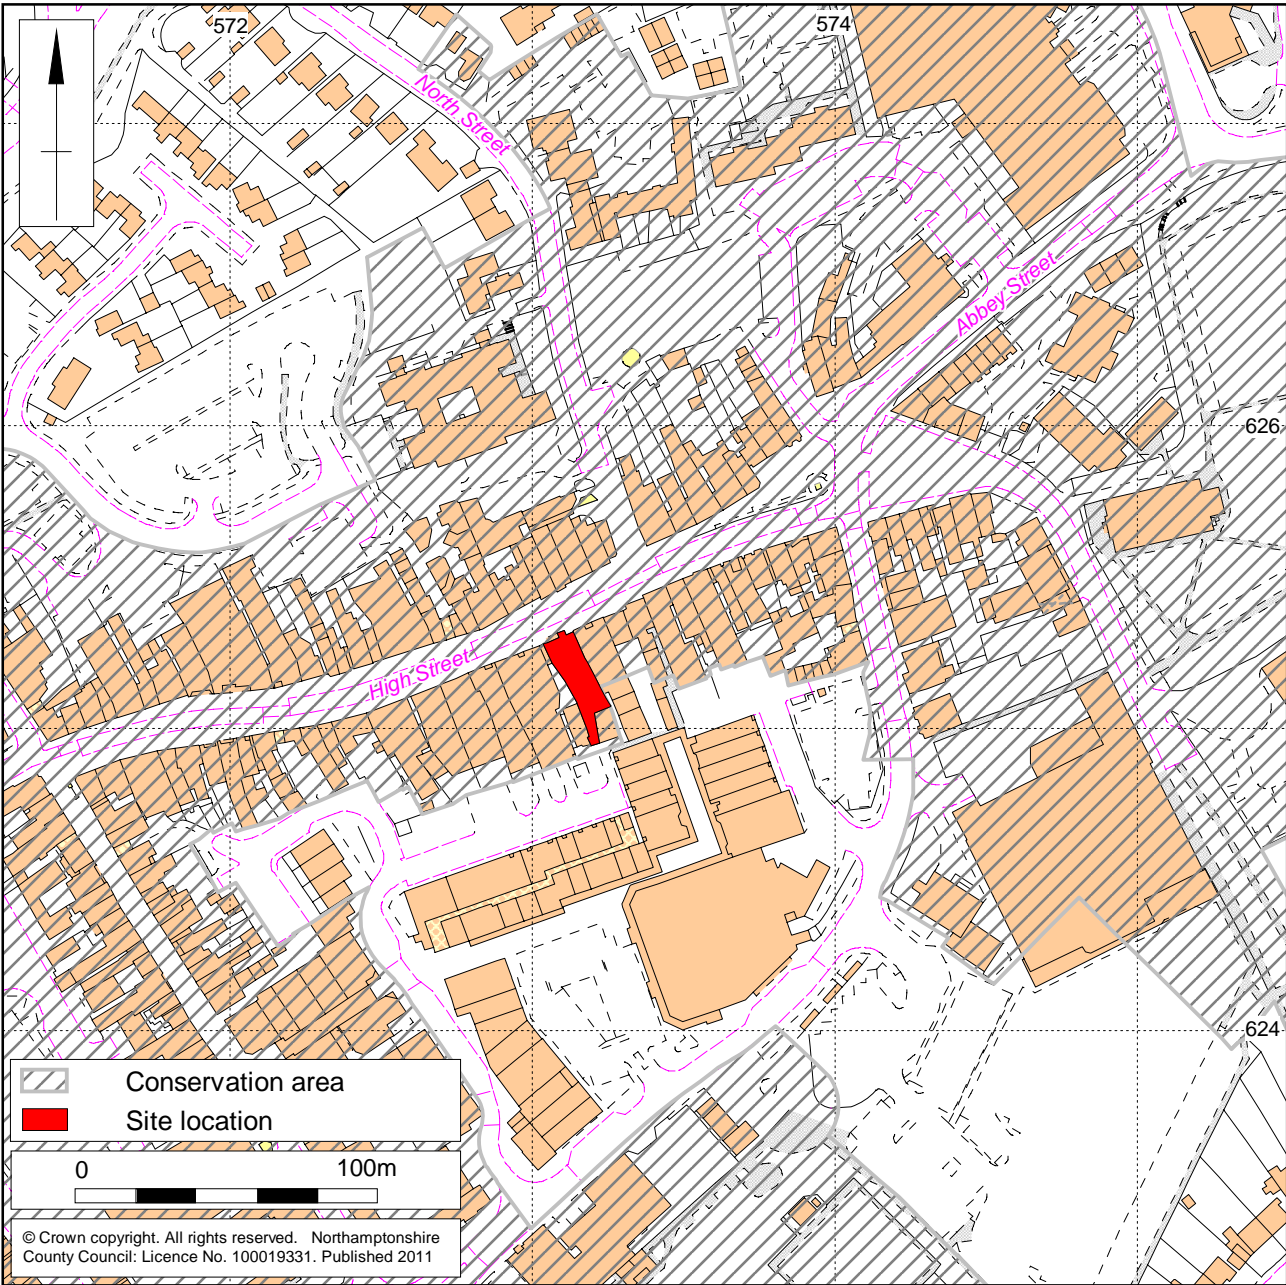 572
574
North Street
Abbey Street
626
High Street
624
Conservation area
Site location
0 100m
© Crown copyright. All rights reserved. Northamptonshire
County Council: Licence No. 100019331. Published 2011